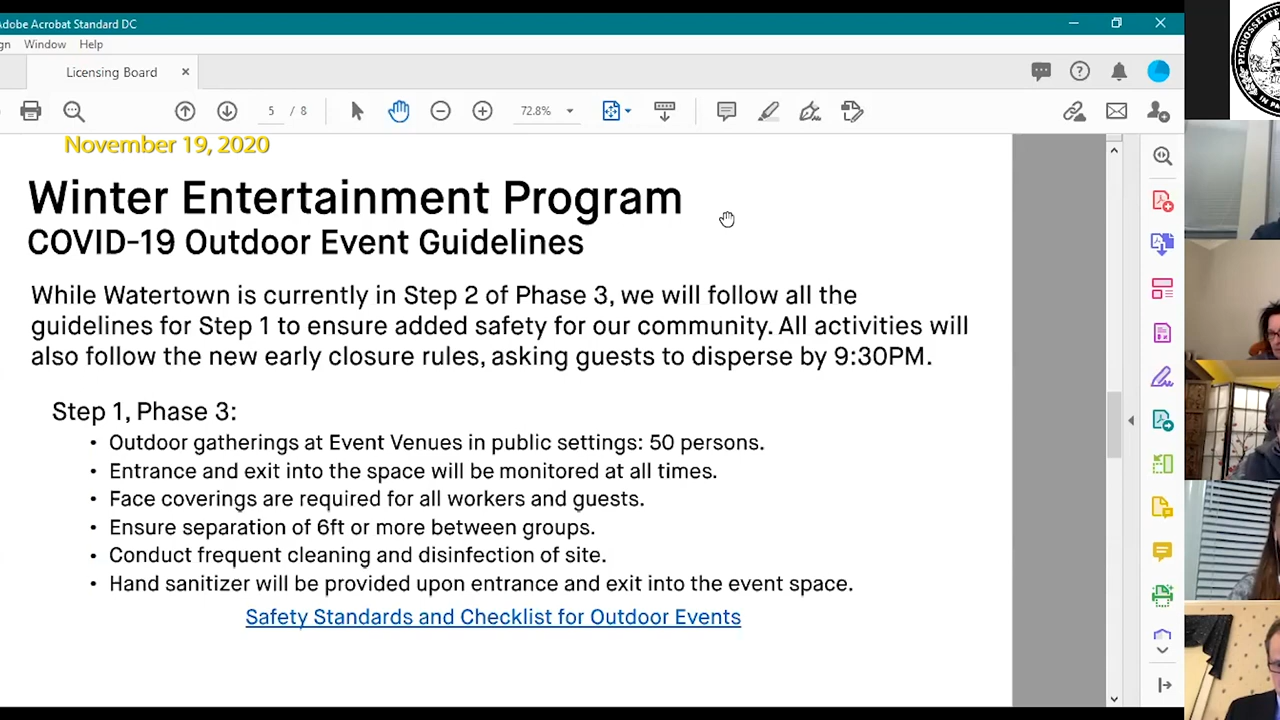 Adobe Acrobat Standard DC
Window Help
Licensing Board
5 / 8
72.8%
November 19, 2020
Winter Entertainment Program
COVID-19 Outdoor Event Guidelines
While Watertown is currently in Step 2 of Phase 3, we will follow all the
guidelines for Step 1 to ensure added safety for our community. All activities will
also follow the new early closure rules, asking guests to disperse by 9:30PM.
Step 1, Phase 3:
• Outdoor gatherings at Event Venues in public settings: 50 persons.
• Entrance and exit into the space will be monitored at all times.
• Face coverings are required for all workers and guests.
• Ensure separation of 6ft or more between groups.
• Conduct frequent cleaning and disinfection of site.
• Hand sanitizer will be provided upon entrance and exit into the event space.
Safety Standards and Checklist for Outdoor Events